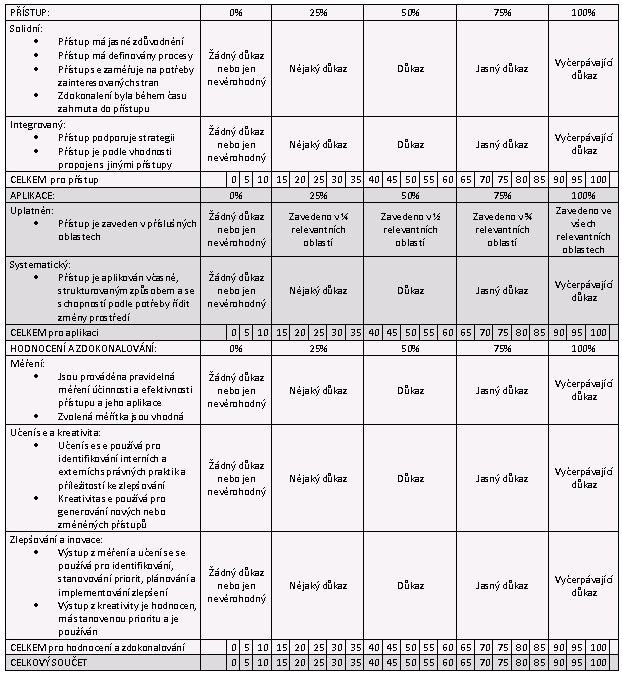 PŘÍSTUP: 0% 25% 50% 75% 100%
Solidní:
• Přístup má jasné zdůvodnění
• Přístup má definovány procesy
• Přístup se zaměřuje na potřeby
zainteresovaných stran
• Zdokonalení byla během času
zahrnuta do přístupu
Žádný důkaz
nebo jen
nevěrohodný
Nějaký důkaz
Důkaz
Jasný důkaz
Vyčerpávající
důkaz
Integrovaný:
• Přístup podporuje strategii
• Přístup je podle vhodnosti
propojen s jinými přístupy
Žádný důkaz
nebo jen
nevěrohodný
Nějaký důkaz
Důkaz
Jasný důkaz
Vyčerpávající
důkaz
CELKEM pro přístup 0 5 10 15 20 25 30 35 40 45 50 55 60 65 70 75 80 85 90 95 100
APLIKACE: 0% 25% 50% 75% 100%
Uplatněn:
• Přístup je zaveden v příslušných
oblastech
Žádný důkaz
nebo jen
nevěrohodný
Zavedeno v ¼
relevantních
oblastí
Zavedeno v ½
relevantních
oblastí
Zavedeno v ¾
relevantních
oblastí
Zavedeno ve
všech
relevantních
oblastech
Systematický:
• Přístup je aplikován včasně,
strukturovaným způsobem a se
schopností podle potřeby řídit
změny prostředí
Žádný důkaz
nebo jen
nevěrohodný
Nějaký důkaz
Důkaz
Jasný důkaz
Vyčerpávající
důkaz
CELKEM pro aplikaci 0 5 10 15 20 25 30 35 40 45 50 55 60 65 70 75 80 85 90 95 100
HODNOCENÍ A ZDOKONALOVÁNÍ: 0% 25% 50% 75% 100%
Měření:
• Jsou prováděna pravidelná
měření účinnosti a efektivnosti
přístupu a jeho aplikace
• Zvolená měřítka jsou vhodná
Žádný důkaz
nebo jen
nevěrohodný
Nějaký důkaz
Důkaz
Jasný důkaz
Vyčerpávající
důkaz
Učení se a kreativita:
• Učení se se používá pro
identifikování interních a
externích správných praktik a
příležitostí ke zlepšování
• Kreativita se používá pro
generování nových nebo
změněných přístupů
Žádný důkaz
nebo jen
nevěrohodný
Nějaký důkaz
Důkaz
Jasný důkaz
Vyčerpávající
důkaz
Zlepšování a inovace:
• Výstup z měření a učení se se
používá pro identifikování,
stanovování priorit, plánování a
implementování zlepšení
• Výstup z kreativity je hodnocen,
má stanovenou prioritu a je
používán
Žádný důkaz
nebo jen
nevěrohodný
Nějaký důkaz
Důkaz
Jasný důkaz
Vyčerpávající
důkaz
CELKEM pro hodnocení a zdokonalování 0 5 10 15 20 25 30 35 40 45 50 55 60 65 70 75 80 85 90 95 100
CELKOVÝ SOUČET 0 5 10 15 20 25 30 35 40 45 50 55 60 65 70 75 80 85 90 95 100